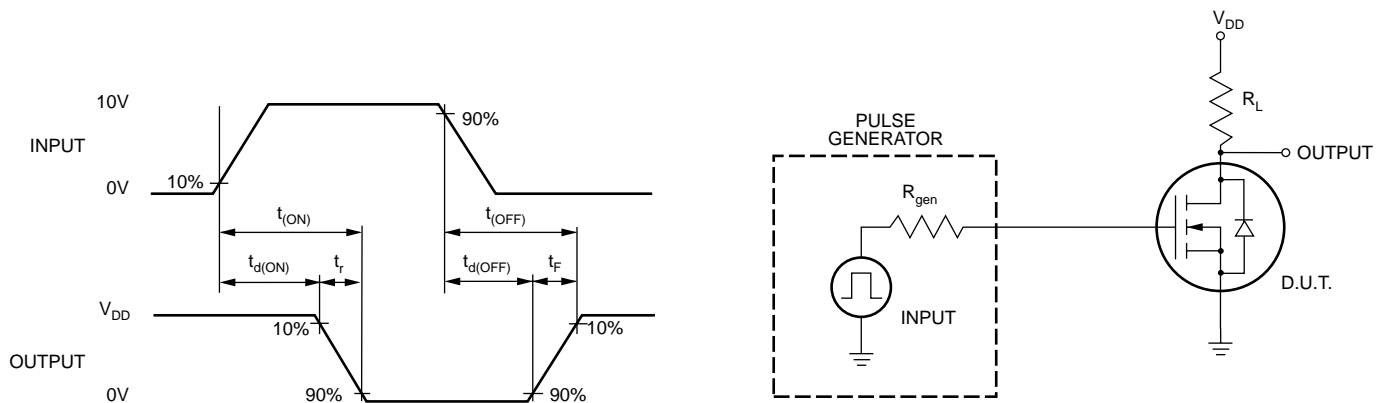 10V
INPUT
0V
10%
90%
t(ON)
t(OFF)
td(ON)
tr
td(OFF)
tF
VDD
OUTPUT
0V
10%
90%
10%
90%
VDD
RL
OUTPUT
PULSE
GENERATOR
Rgen
INPUT
D.U.T.